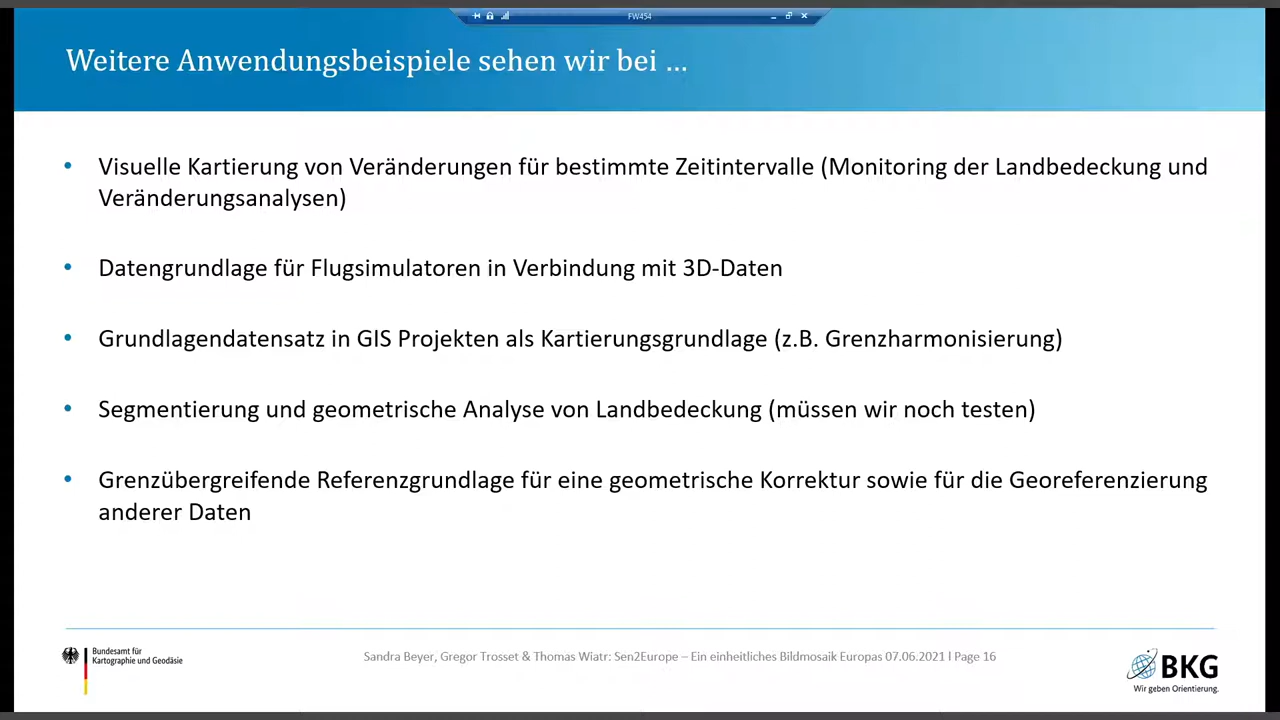 FW454
Weitere Anwendungsbeispiele sehen wir bei ...
• Visuelle Kartierung von Veränderungen für bestimmte Zeitintervalle (Monitoring der Landbedeckung und
Veränderungsanalysen)
• Datengrundlage für Flugsimulatoren in Verbindung mit 3D-Daten
• Grundlagendatensatz in GIS Projekten als Kartierungsgrundlage (z.B. Grenzharmonisierung)
• Segmentierung und geometrische Analyse von Landbedeckung (müssen wir noch testen)
• Grenzübergreifende Referenzgrundlage für eine geometrische Korrektur sowie für die Georeferenzierung
anderer Daten
Bundesamt für
Kartographie und Geodäsie
Sandra Beyer, Gregor Trosset & Thomas Wiatr: Sen2Europe – Ein einheitliches Bildmosaik Europas 07.06.2021 l Page 16
BKG
Wir geben Orientierung.